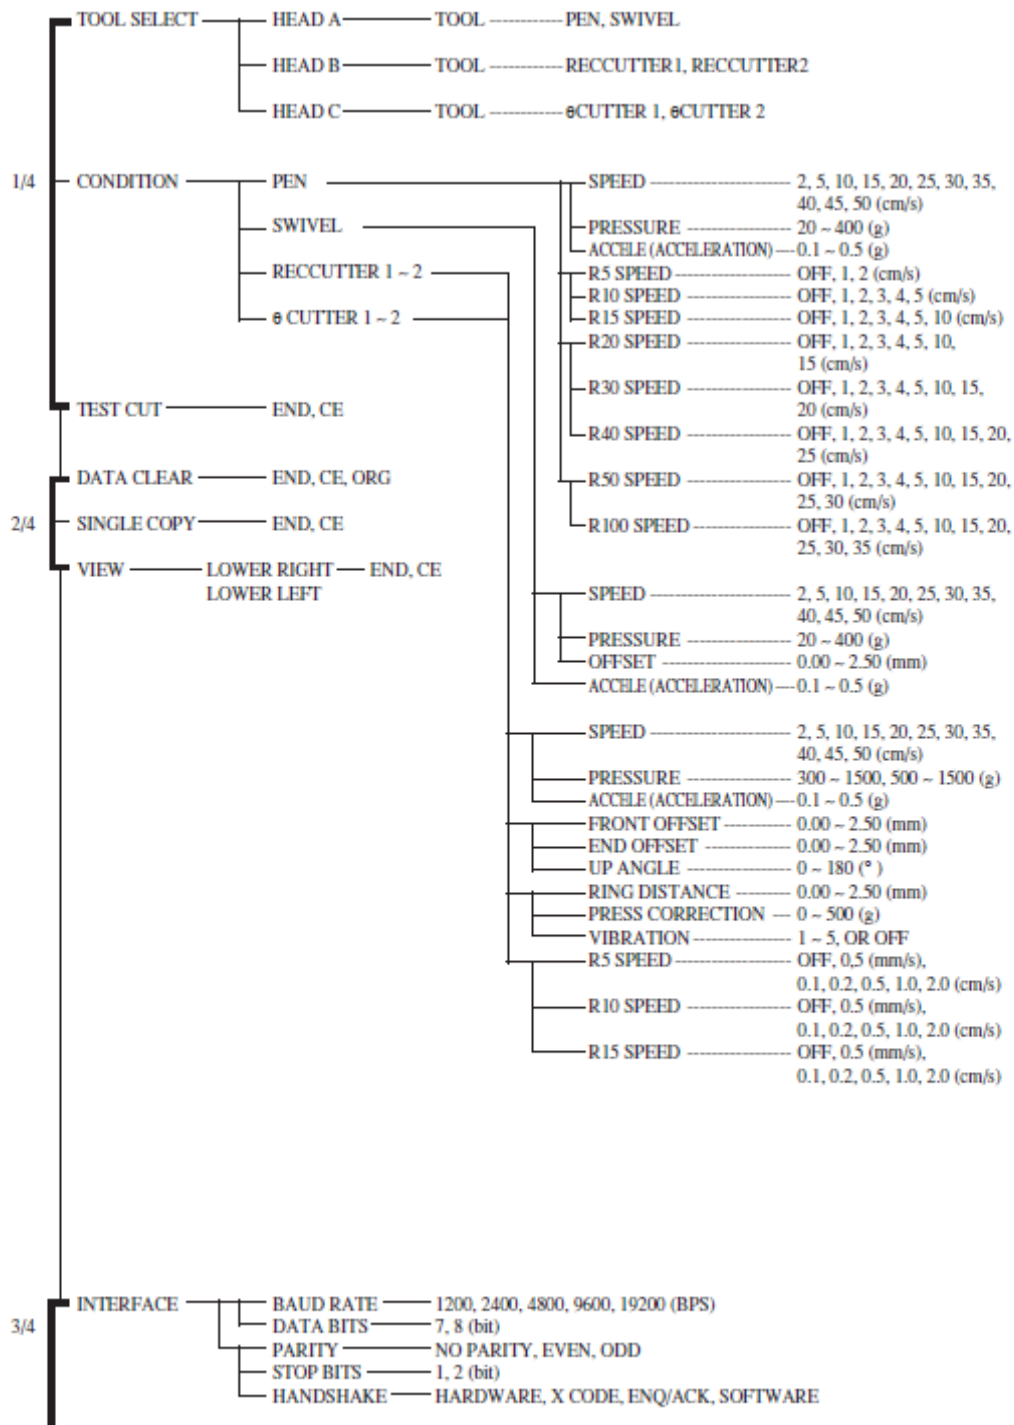 TOOL SELECT HEAD A TOOL PEN, SWIVEL
HEAD B TOOL RECCUTTER1, RECCUTTER2
HEAD C TOOL θCUTTER 1, θCUTTER 2
1/4 CONDITION PEN SPEED 2, 5, 10, 15, 20, 25, 30, 35,
40, 45, 50 (cm/s)
SWIVEL PRESSURE 20 ~ 400 (g)
ACCELE (ACCELERATION) 0.1 ~ 0.5 (g)
RECCUTTER 1 ~ 2 R5 SPEED OFF, 1, 2 (cm/s)
R10 SPEED OFF, 1, 2, 3, 4, 5 (cm/s)
θ CUTTER 1 ~ 2 R15 SPEED OFF, 1, 2, 3, 4, 5, 10 (cm/s)
R20 SPEED OFF, 1, 2, 3, 4, 5, 10,
15 (cm/s)
R30 SPEED OFF, 1, 2, 3, 4, 5, 10, 15,
20 (cm/s)
TEST CUT END, CE
R40 SPEED OFF, 1, 2, 3, 4, 5, 10, 15, 20,
25 (cm/s)
DATA CLEAR END, CE, ORG R50 SPEED OFF, 1, 2, 3, 4, 5, 10, 15, 20,
25, 30 (cm/s)
2/4 SINGLE COPY END, CE R100 SPEED OFF, 1, 2, 3, 4, 5, 10, 15, 20,
25, 30, 35 (cm/s)
VIEW LOWER RIGHT END, CE
LOWER LEFT SPEED 2, 5, 10, 15, 20, 25, 30, 35,
40, 45, 50 (cm/s)
PRESSURE 20 ~ 400 (g)
OFFSET 0.00 ~ 2.50 (mm)
ACCELE (ACCELERATION) 0.1 ~ 0.5 (g)
SPEED 2, 5, 10, 15, 20, 25, 30, 35,
40, 45, 50 (cm/s)
PRESSURE 300 ~ 1500, 500 ~ 1500 (g)
ACCELE (ACCELERATION) 0.1 ~ 0.5 (g)
FRONT OFFSET 0.00 ~ 2.50 (mm)
END OFFSET 0.00 ~ 2.50 (mm)
UP ANGLE 0 ~ 180 (° )
RING DISTANCE 0.00 ~ 2.50 (mm)
PRESS CORRECTION 0 ~ 500 (g)
VIBRATION 1 ~ 5, OR OFF
R5 SPEED OFF, 0,5 (mm/s),
0.1, 0.2, 0.5, 1.0, 2.0 (cm/s)
R10 SPEED OFF, 0.5 (mm/s),
0.1, 0.2, 0.5, 1.0, 2.0 (cm/s)
R15 SPEED OFF, 0.5 (mm/s),
0.1, 0.2, 0.5, 1.0, 2.0 (cm/s)
INTERFACE BAUD RATE 1200, 2400, 4800, 9600, 19200 (BPS)
3/4 DATA BITS 7, 8 (bit)
PARITY NO PARITY, EVEN, ODD
STOP BITS 1, 2 (bit)
HANDSHAKE HARDWARE, X CODE, ENQ/ACK, SOFTWARE